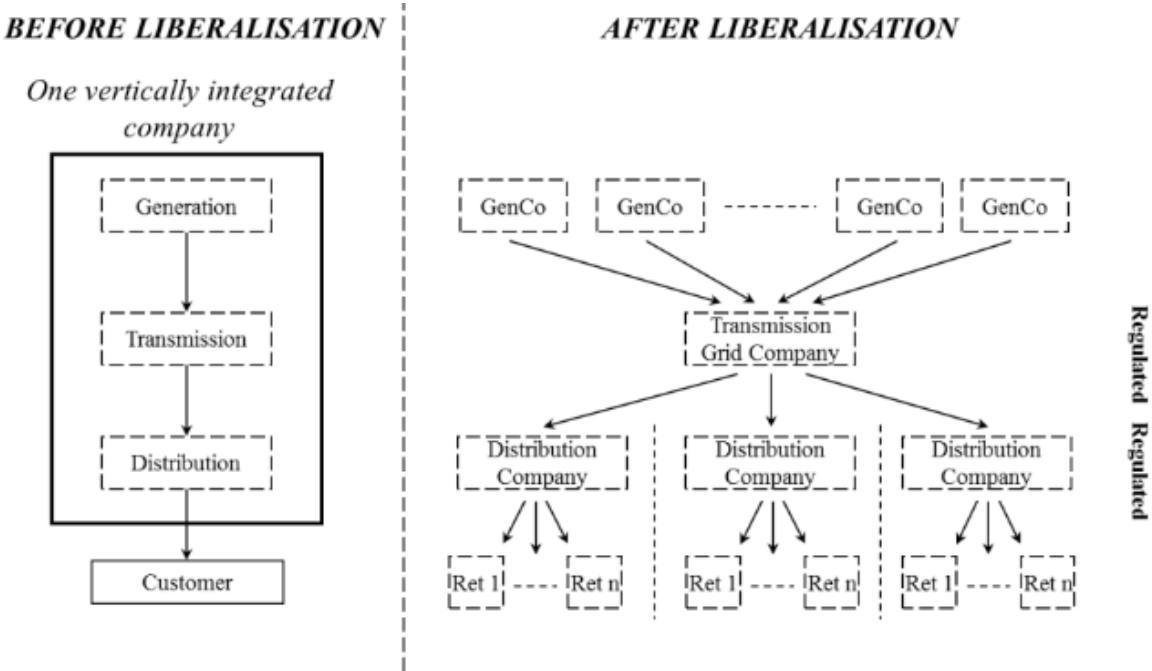 BEFORE LIBERALISATION
One vertically integrated
company
Generation
Transmission
Distribution
Customer
AFTER LIBERALISATION
GenCo
GenCo
GenCo
GenCo
Transmission
Grid Company
Regulated
Distribution
Company
Distribution
Company
Distribution
Company
Regulated
Ret 1
Ret n
Ret 1
Ret n
Ret 1
Ret n